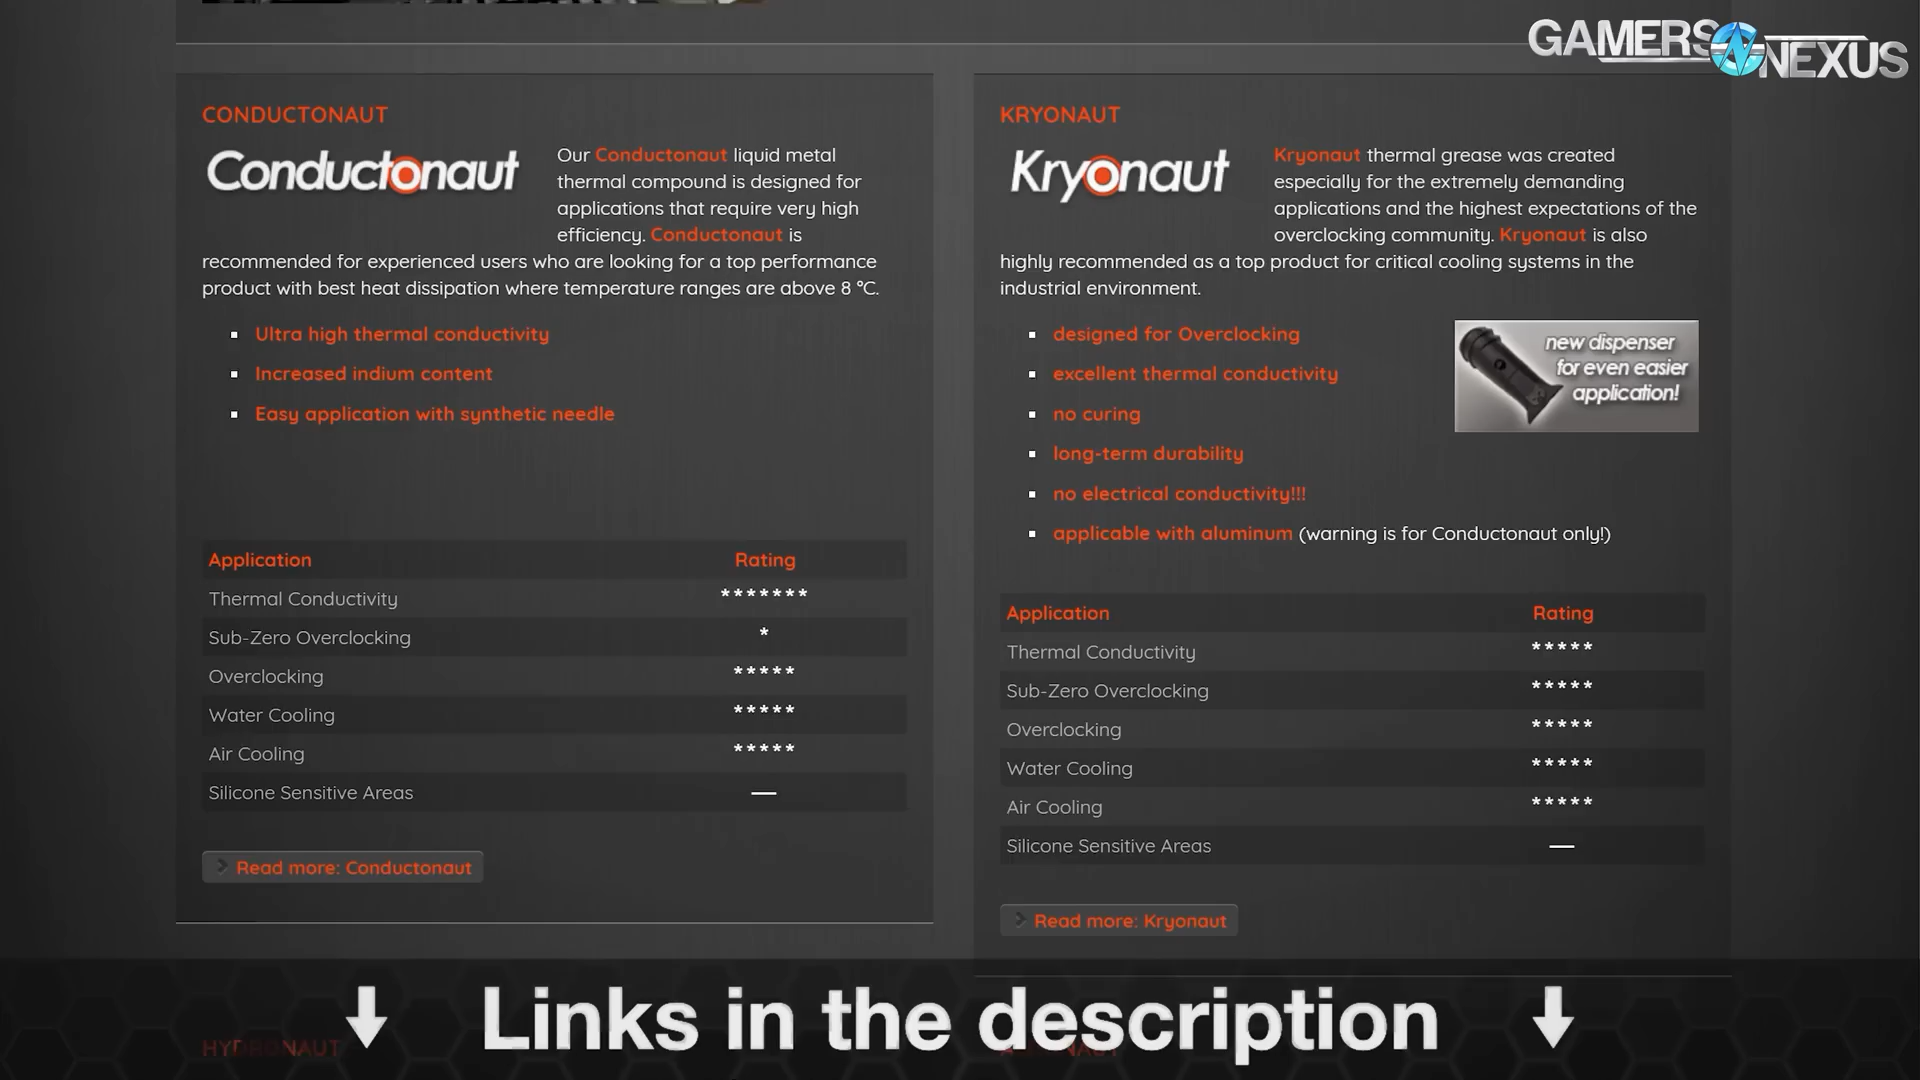 GAMERS NEXUS
CONDUCTONAUT
Conductonaut
Our Conductonaut liquid metal
thermal compound is designed for
applications that require very high
efficiency. Conductonaut is
recommended for experienced users who are looking for a top performance
product with best heat dissipation where temperature ranges are above 8 °C.
Ultra high thermal conductivity
Increased indium content
Easy application with synthetic needle
Application Rating
Thermal Conductivity *******
Sub-Zero Overclocking *
Overclocking *****
Water Cooling *****
Air Cooling *****
Silicone Sensitive Areas —
Read more: Conductonaut
KRYONAUT
Kryonaut
Kryonaut thermal grease was created
especially for the extremely demanding
applications and the highest expectations of the
overclocking community. Kryonaut is also
highly recommended as a top product for critical cooling systems in the
industrial environment.
designed for Overclocking
excellent thermal conductivity
no curing
long-term durability
no electrical conductivity!!!
applicable with aluminum (warning is for Conductonaut only!)
new dispenser
for even easier
application!
Application Rating
Thermal Conductivity *****
Sub-Zero Overclocking *****
Overclocking *****
Water Cooling *****
Air Cooling *****
Silicone Sensitive Areas —
Read more: Kryonaut
Links in the description
HYDRONAUT